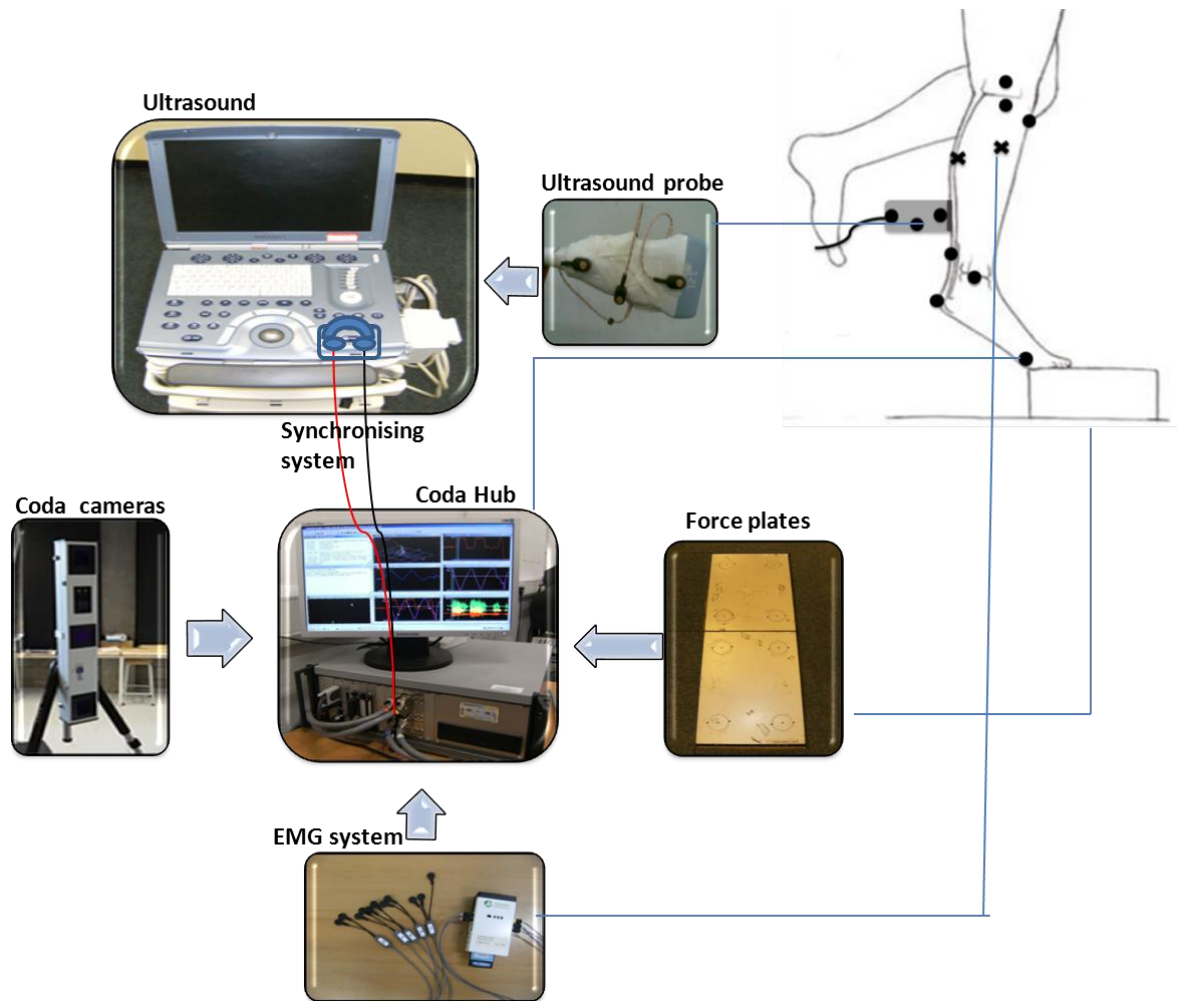 Ultrasound
Ultrasound probe
Synchronising
system
Coda cameras
Coda Hub
Force plates
EMG system